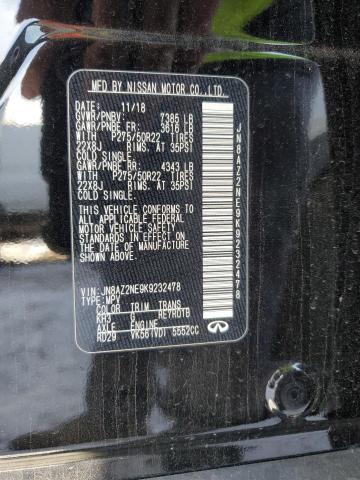 MFD BY NISSAN MOTOR CO.,LTD.
DATE: 11/18
GVWR/PNBV: 7385 LB
GAWR/PNBE FR: 3616 LB
WITH P275/50R22 TIRES
22X8J RIMS. AT 35PSI
COLD SINGLE.
GAWR/PNBE RR: 4343 LB
WITH P275/50R22 TIRES
22X8J RIMS. AT 35PSI
COLD SINGLE.
THIS VEHICLE CONFORMS
TO ALL APPLICABLE FEDERAL
MOTOR VEHICLE SAFETY
STANDARDS IN EFFECT ON
THE DATE OF MANUFACTURE
SHOWN ABOVE.
VIN: JN8AZ2NE9K9232478
TYPE: MPV
COLOR TRIM TRANS
KH3 G RE7R01B
AXLE ENGINE
RD29 VK56(VD) 5552CC
INFINITI
JN8AZ2NE9K9232478